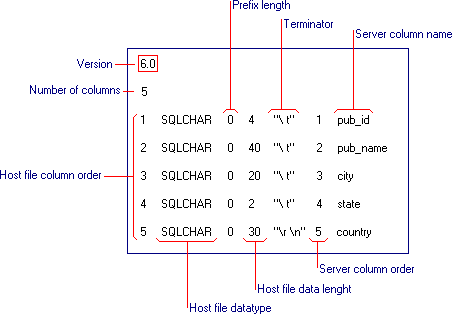 Prefix length
Terminator
Server column name
Version 6.0
Number of columns 5
1 SQLCHAR 0 4 "\ t" 1 pub_id
2 SQLCHAR 0 40 "\ t" 2 pub_name
Host file column order 3 SQLCHAR 0 20 "\ t" 3 city
4 SQLCHAR 0 2 "\ t" 4 state
5 SQLCHAR 0 30 "\r \n" 5 country
Server column order
Host file data lenght
Host file datatype